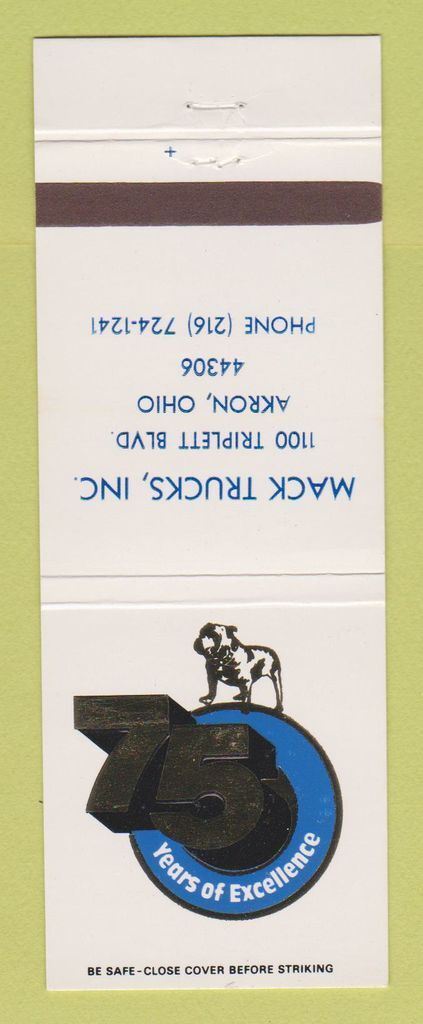 MACK TRUCKS, INC.
1100 TRIPLETT BLVD.
AKRON, OHIO
44306
PHONE (216) 724-1241
75
Years of Excellence
BE SAFE-CLOSE COVER BEFORE STRIKING